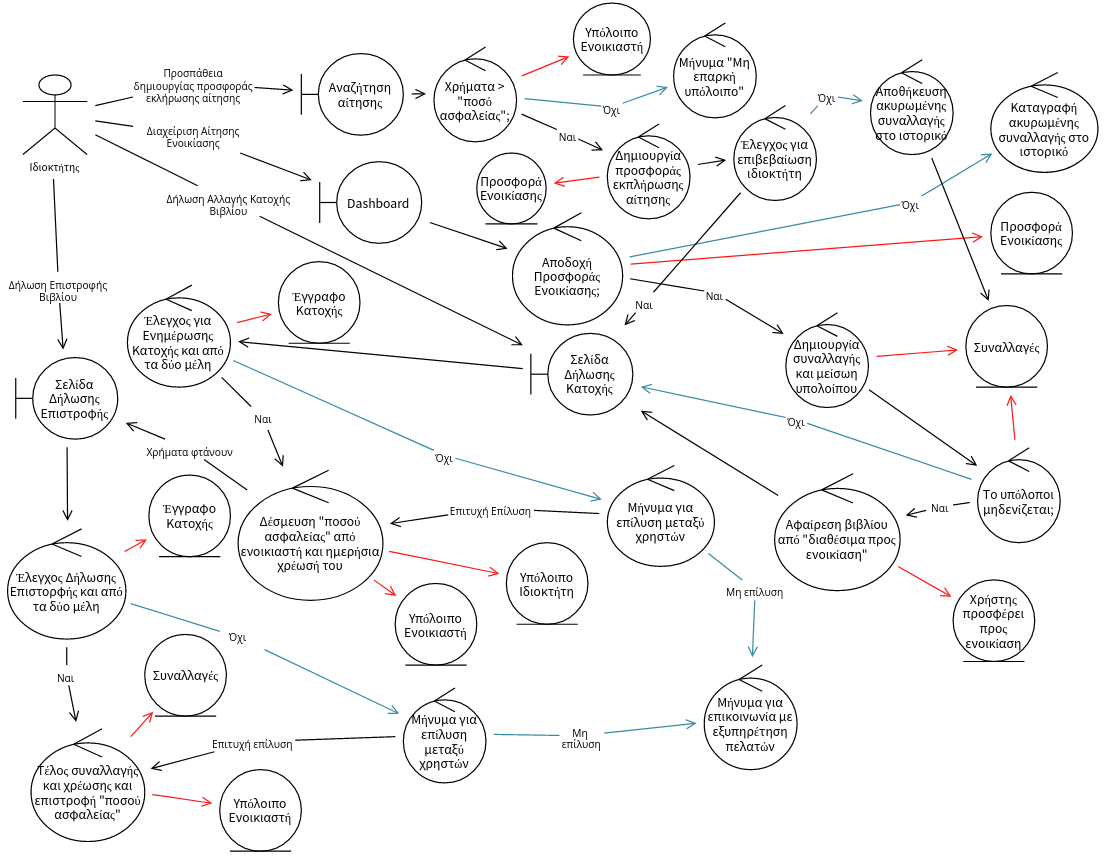 Υπόλοιπο
Ενοικιαστή
Μήνυμα "Μη
επαρκή
υπόλοιπο"
Προσπάθεια
δημιουργίας προσφοράς
εκλήρωσης αίτησης
Αναζήτηση
αίτησης
Χρήματα >
"ποσό
ασφαλείας";
Όχι
Όχι
Αποθήκευση
ακυρωμένης
συναλλαγής
στο ιστορικό
Καταγραφή
ακυρωμένης
συναλλαγής στο
ιστορικό
Ιδιοκτήτης
Διαχείριση Αίτησης
Ενοικίασης
Ναι
Δημιουργία
προσφοράς
εκπλήρωσης
αίτησης
Έλεγχος για
επιβεβαίωση
ιδιοκτήτη
Προσφορά
Ενοικίασης
Δήλωση Αλλαγής Κατοχής
Βιβλίου
Dashboard
Όχι
Προσφορά
Ενοικίασης
Αποδοχή
Προσφοράς
Ενοικίασης;
Δήλωση Επιστροφής
Βιβλίου
Έγγραφο
Κατοχής
Ναι
Ναι
Έλεγχος για
Ενημέρωσης
Κατοχής και από
τα δύο μέλη
Σελίδα
Δήλωσης
Κατοχής
Δημιουργία
συναλλαγής
και μείσωη
υπολοίπου
Συναλλαγές
Σελίδα
Δήλωσης
Επιστροφής
Ναι
Όχι
Χρήματα φτάνουν
Όχι
Έγγραφο
Κατοχής
Δέσμευση "ποσού
ασφαλείας" από
ενοικιαστή και ημερήσια
χρέωσή του
Επιτυχή Επίλυση
Μήνυμα για
επίλυση μεταξύ
χρηστών
Αφαίρεση βιβλίου
από "διαθέσιμα προς
ενοικίαση"
Ναι
Το υπόλοποι
μηδενίζεται;
Έλεγχος Δήλωσης
Επιστορφής και από
τα δύο μέλη
Υπόλοιπο
Ιδιοκτήτη
Μη επίλυση
Χρήστης
προσφέρει
προς
ενοικίαση
Υπόλοιπο
Ενοικιαστή
Όχι
Συναλλαγές
Ναι
Μήνυμα για
επίλυση
μεταξύ
χρηστών
Μη
επίλυση
Μήνυμα για
επικοινωνία με
εξυπηρέτηση
πελατών
Επιτυχή επίλυση
Τέλος συναλλαγής
και χρέωσης και
επιστροφή "ποσού
ασφαλείας"
Υπόλοιπο
Ενοικιαστή